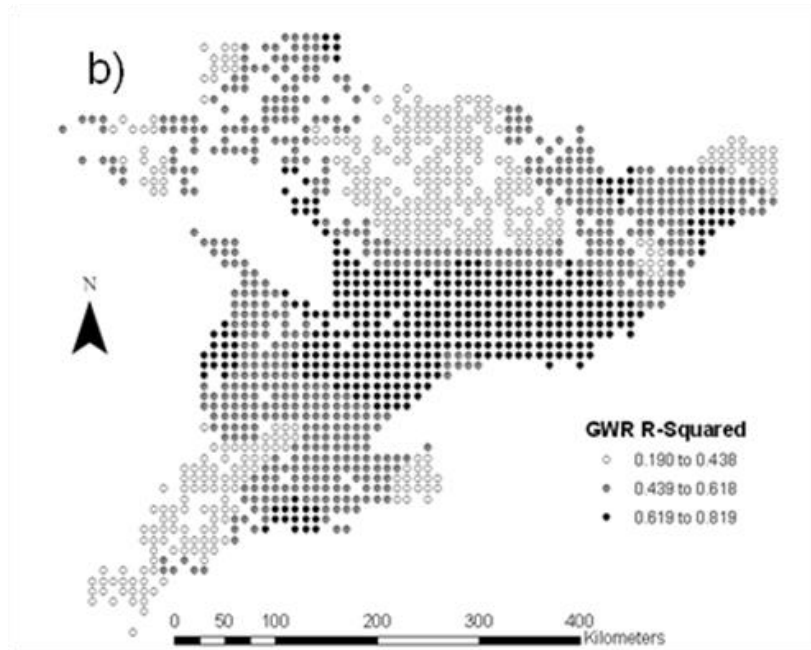 b)
N
GWR R-Squared
0.190 to 0.438
0.439 to 0.618
0.619 to 0.819
0 50 100 200 300 400
Kilometers